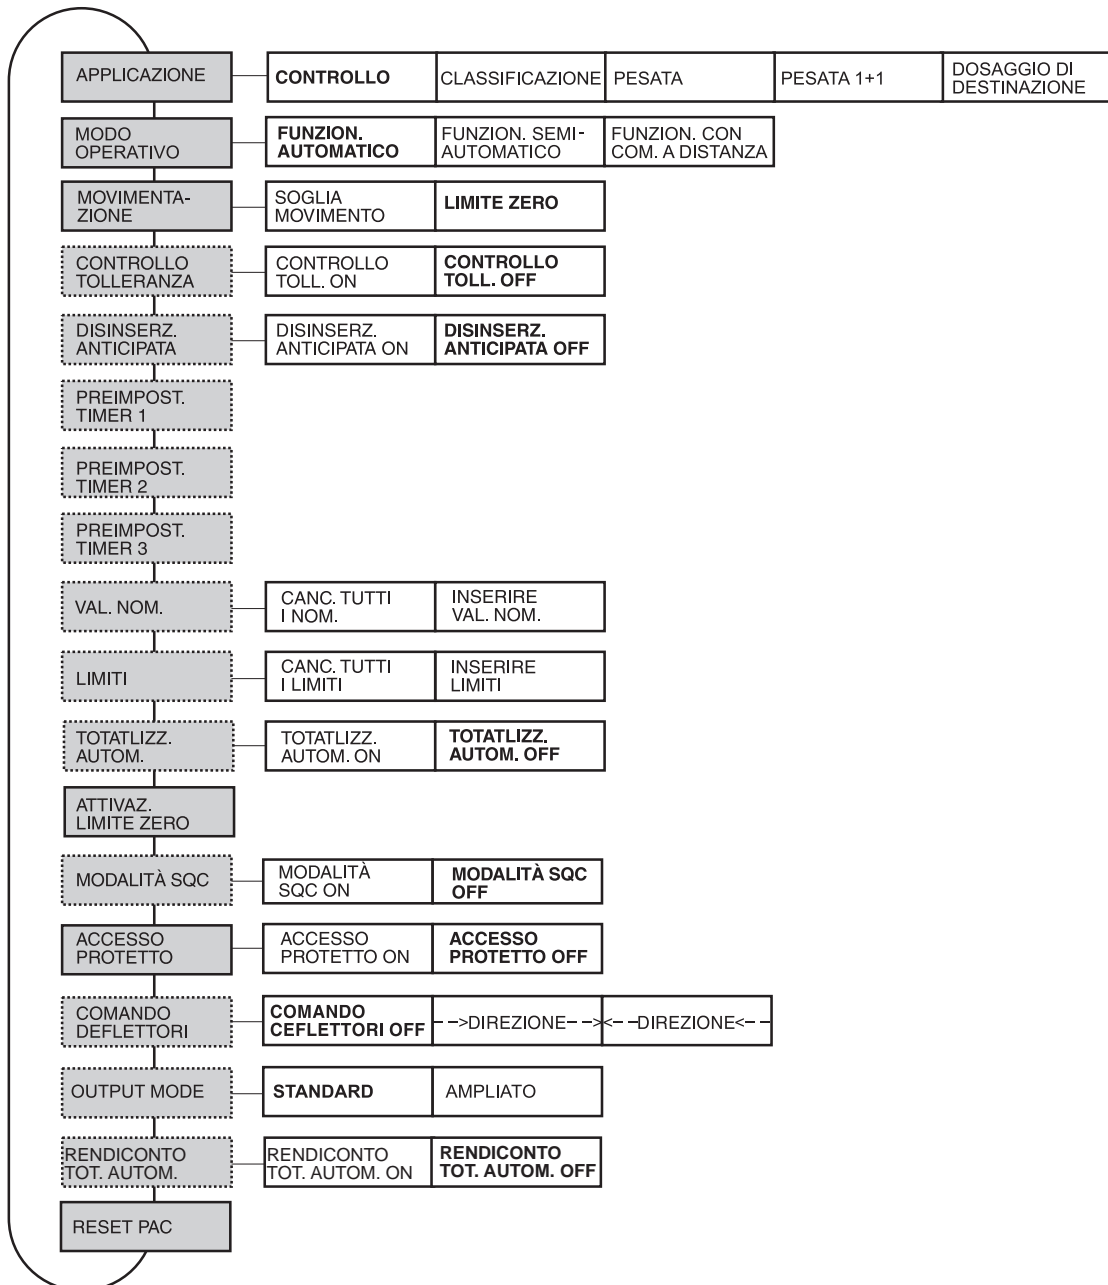 APPLICAZIONE
CONTROLLO
CLASSIFICAZIONE
PESATA
PESATA 1+1
DOSAGGIO DI
DESTINAZIONE
MODO
OPERATIVO
FUNZION.
AUTOMATICO
FUNZION. SEMI-
AUTOMATICO
FUNZION. CON
COM. A DISTANZA
MOVIMENTA-
ZIONE
SOGLIA
MOVIMENTO
LIMITE ZERO
CONTROLLO
TOLLERANZA
CONTROLLO
TOLL. ON
CONTROLLO
TOLL. OFF
DISINSERZ.
ANTICIPATA
DISINSERZ.
ANTICIPATA ON
DISINSERZ.
ANTICIPATA OFF
PREIMPOST.
TIMER 1
PREIMPOST.
TIMER 2
PREIMPOST.
TIMER 3
VAL. NOM.
CANC. TUTTI
I NOM.
INSERIRE
VAL. NOM.
LIMITI
CANC. TUTTI
I LIMITI
INSERIRE
LIMITI
TOTATLIZZ.
AUTOM.
TOTATLIZZ.
AUTOM. ON
TOTATLIZZ.
AUTOM. OFF
ATTIVAZ.
LIMITE ZERO
MODALITÀ SQC
MODALITÀ
SQC ON
MODALITÀ SQC
OFF
ACCESSO
PROTETTO
ACCESSO
PROTETTO ON
ACCESSO
PROTETTO OFF
COMANDO
DEFLETTORI
COMANDO
CEFLETTORI OFF
-->DIREZIONE-->
<--DIREZIONE<--
OUTPUT MODE
STANDARD
AMPLIATO
RENDICONTO
TOT. AUTOM.
RENDICONTO
TOT. AUTOM. ON
RENDICONTO
TOT. AUTOM. OFF
RESET PAC